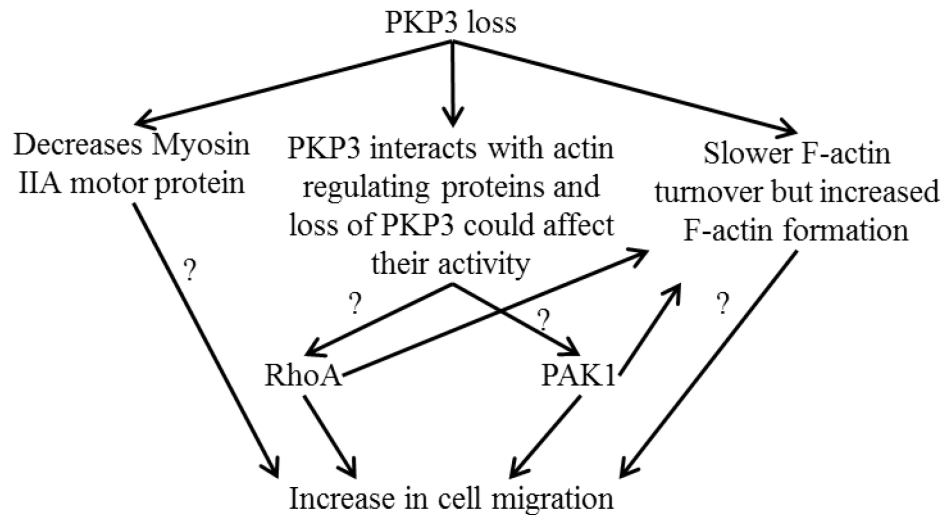 PKP3 loss
Decreases Myosin
IIA motor protein
PKP3 interacts with actin
regulating proteins and
loss of PKP3 could affect
their activity
Slower F-actin
turnover but increased
F-actin formation
?
?
?
?
RhoA
PAK1
Increase in cell migration